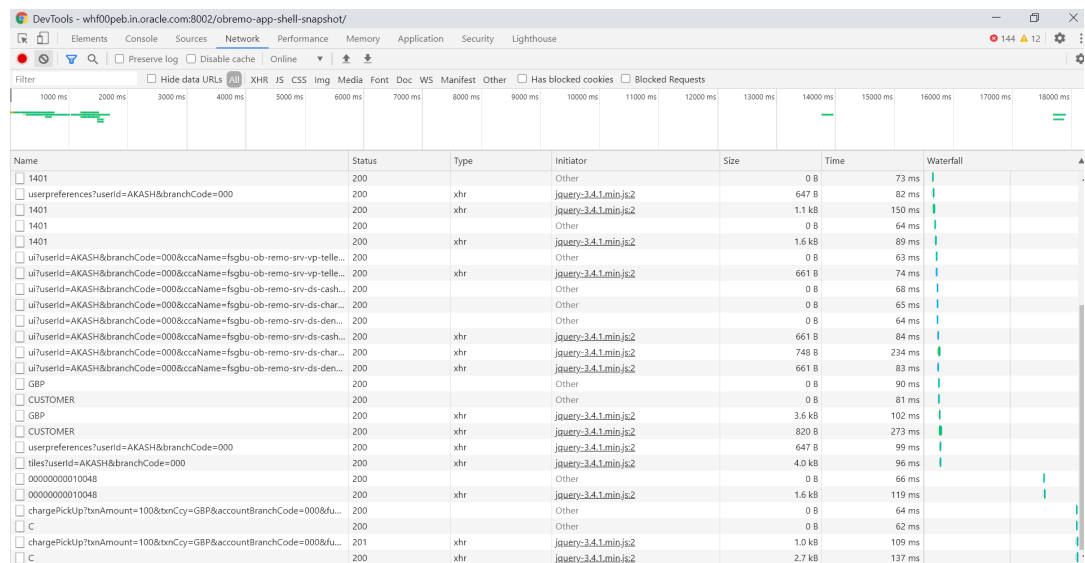 DevTools - whf00peb.in.oracle.com:8002/obremo-app-shell-snapshot/
Elements Console Sources Network Performance Memory Application Security Lighthouse 144 12
Preserve log Disable cache Online
Filter Hide data URLs All XHR JS CSS Img Media Font Doc WS Manifest Other Has blocked cookies Blocked Requests
1000 ms 2000 ms 3000 ms 4000 ms 5000 ms 6000 ms 7000 ms 8000 ms 9000 ms 10000 ms 11000 ms 12000 ms 13000 ms 14000 ms 15000 ms 16000 ms 17000 ms 18000 ms
Name Status Type Initiator Size Time Waterfall
1401 200 Other 0 B 73 ms
userpreferences?userId=AKASH&branchCode=000 200 xhr jquery-3.4.1.min.js:2 647 B 82 ms
1401 200 xhr jquery-3.4.1.min.js:2 1.1 kB 150 ms
1401 200 Other 0 B 64 ms
1401 200 xhr jquery-3.4.1.min.js:2 1.6 kB 89 ms
ui?userId=AKASH&branchCode=000&ccaName=fsgbu-ob-remo-srv-vp-telle... 200 Other 0 B 63 ms
ui?userId=AKASH&branchCode=000&ccaName=fsgbu-ob-remo-srv-vp-telle... 200 xhr jquery-3.4.1.min.js:2 661 B 74 ms
ui?userId=AKASH&branchCode=000&ccaName=fsgbu-ob-remo-srv-ds-cash... 200 Other 0 B 68 ms
ui?userId=AKASH&branchCode=000&ccaName=fsgbu-ob-remo-srv-ds-char... 200 Other 0 B 65 ms
ui?userId=AKASH&branchCode=000&ccaName=fsgbu-ob-remo-srv-ds-den... 200 Other 0 B 64 ms
ui?userId=AKASH&branchCode=000&ccaName=fsgbu-ob-remo-srv-ds-cash... 200 xhr jquery-3.4.1.min.js:2 661 B 84 ms
ui?userId=AKASH&branchCode=000&ccaName=fsgbu-ob-remo-srv-ds-char... 200 xhr jquery-3.4.1.min.js:2 748 B 234 ms
ui?userId=AKASH&branchCode=000&ccaName=fsgbu-ob-remo-srv-ds-den... 200 xhr jquery-3.4.1.min.js:2 661 B 83 ms
GBP 200 Other 0 B 90 ms
CUSTOMER 200 Other 0 B 81 ms
GBP 200 xhr jquery-3.4.1.min.js:2 3.6 kB 102 ms
CUSTOMER 200 xhr jquery-3.4.1.min.js:2 820 B 273 ms
userpreferences?userId=AKASH&branchCode=000 200 xhr jquery-3.4.1.min.js:2 647 B 99 ms
tiles?userId=AKASH&branchCode=000 200 xhr jquery-3.4.1.min.js:2 4.0 kB 96 ms
00000000010048 200 Other 0 B 66 ms
00000000010048 200 xhr jquery-3.4.1.min.js:2 1.6 kB 119 ms
chargePickUp?txnAmount=100&txnCcy=GBP&accountBranchCode=000&fu... 200 Other 0 B 64 ms
C 200 Other 0 B 62 ms
chargePickUp?txnAmount=100&txnCcy=GBP&accountBranchCode=000&fu... 201 xhr jquery-3.4.1.min.js:2 1.0 kB 109 ms
C 200 xhr jquery-3.4.1.min.js:2 2.7 kB 137 ms